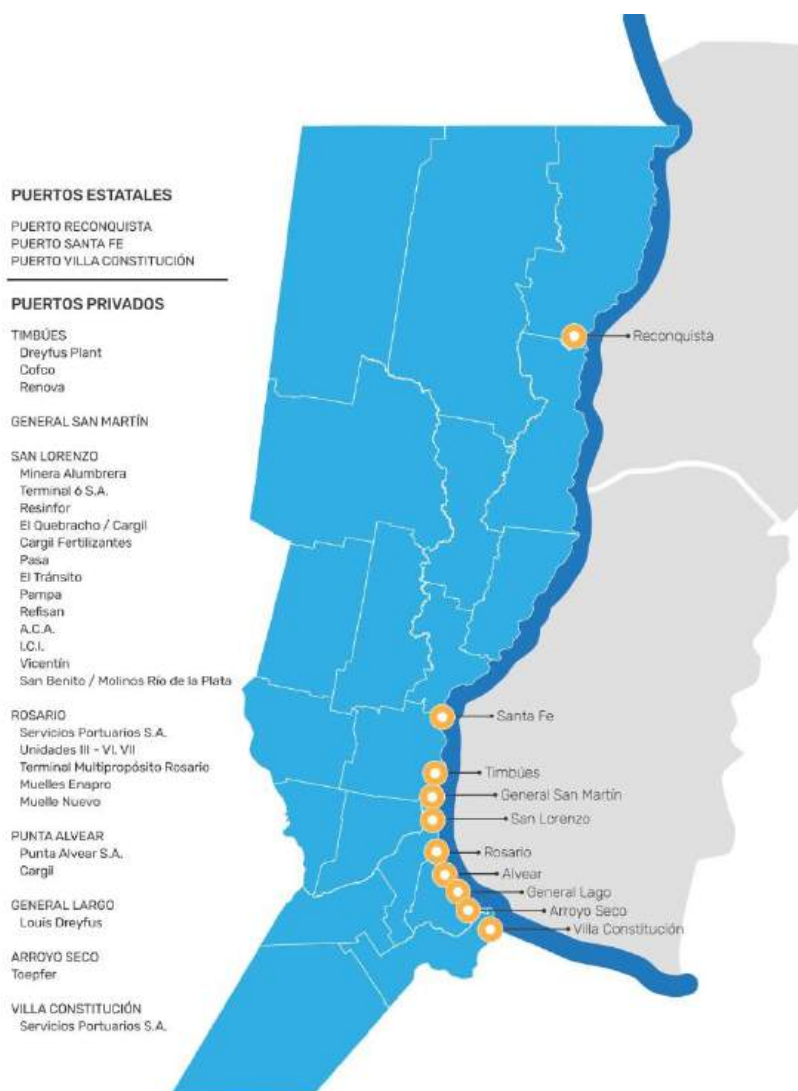 PUERTOS ESTATALES
PUERTO RECONQUISTA
PUERTO SANTA FE
PUERTO VILLA CONSTITUCIÓN
PUERTOS PRIVADOS
TIMBÚES
Dreyfus Plant
Cofco
Renova
GENERAL SAN MARTÍN
SAN LORENZO
Minera Alumbrera
Terminal 6 S.A.
Resinfor
El Quebracho / Cargil
Cargil Fertilizantes
Pasa
El Tránsito
Pampa
Refisan
A.C.A.
I.C.I.
Vicentín
San Benito / Molinos Río de la Plata
ROSARIO
Servicios Portuarios S.A.
Unidades III - VI. VII
Terminal Multipropósito Rosario
Muelles Enapro
Muelle Nuevo
PUNTA ALVEAR
Punta Alvear S.A.
Cargil
GENERAL LARGO
Louis Dreyfus
ARROYO SECO
Toepfer
VILLA CONSTITUCIÓN
Servicios Portuarios S.A.
Reconquista
Santa Fe
Timbúes
General San Martín
San Lorenzo
Rosario
Alvear
General Lago
Arroyo Seco
Villa Constitución